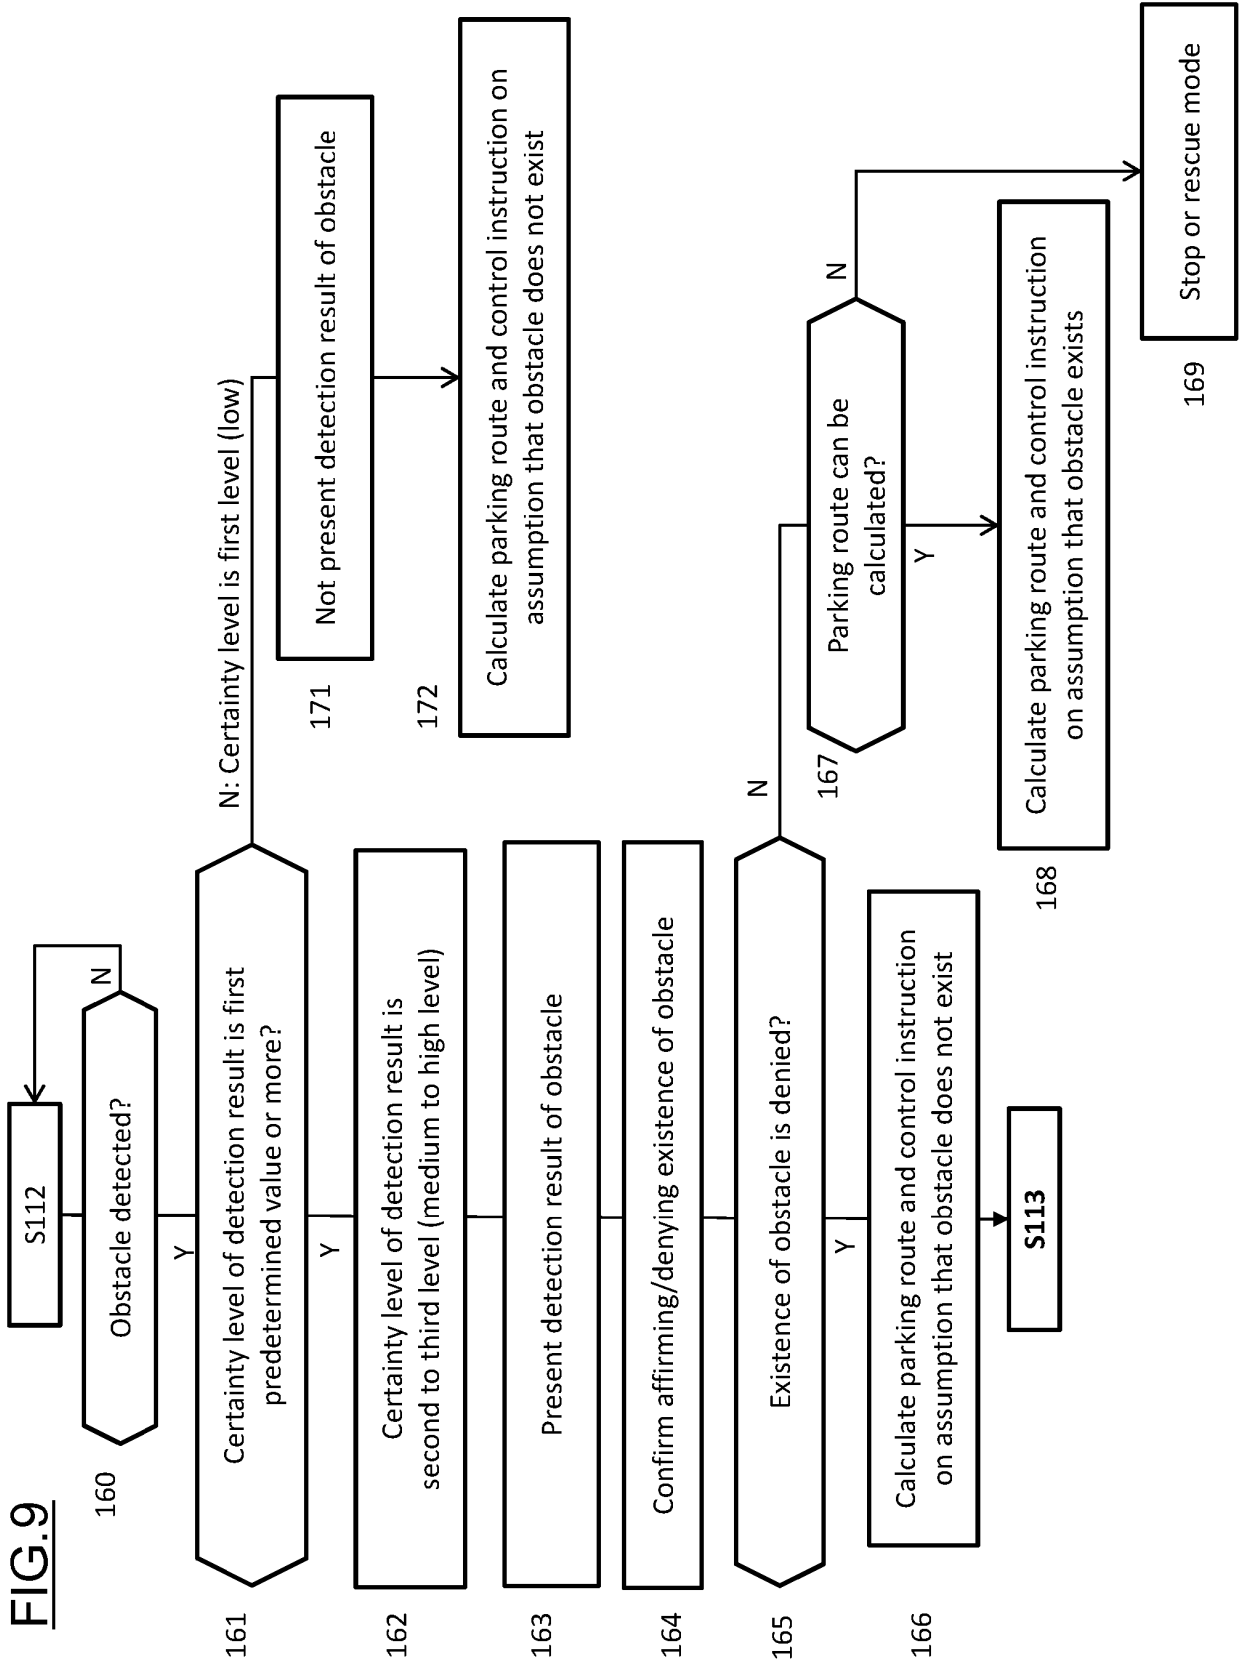 FIG.9
S112
160
Obstacle detected?
N
Y
161
Certainty level of detection result is first
predetermined value or more?
N: Certainty level is first level (low)
Y
171
Not present detection result of obstacle
172
Calculate parking route and control instruction on
assumption that obstacle does not exist
162
Certainty level of detection result is
second to third level (medium to high level)
163
Present detection result of obstacle
164
Confirm affirming/denying existence of obstacle
165
Existence of obstacle is denied?
N
Y
167
Parking route can be
calculated?
N
Y
166
Calculate parking route and control instruction
on assumption that obstacle does not exist
168
Calculate parking route and control instruction
on assumption that obstacle exists
169
Stop or rescue mode
S113